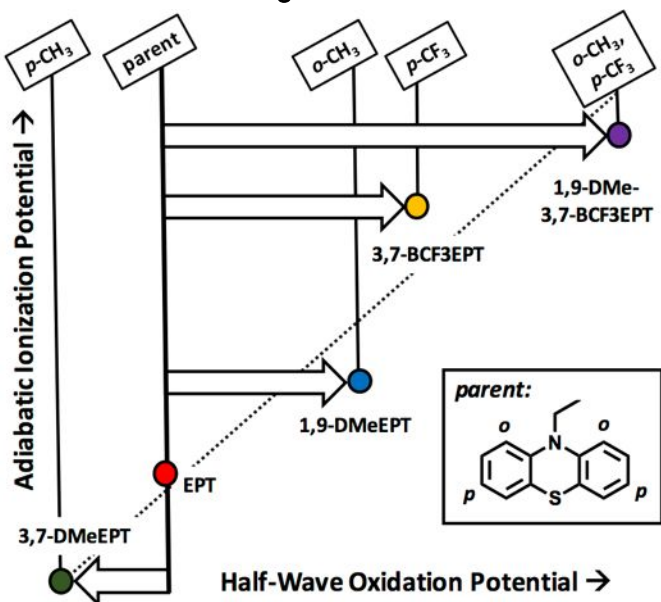 p-CH₃
parent
o-CH₃
p-CF₃
o-CH₃,
p-CF₃
Adiabatic Ionization Potential →
1,9-DMe-
3,7-BCF3EPT
3,7-BCF3EPT
1,9-DMeEPT
EPT
3,7-DMeEPT
parent:
o
N
o
p
S
p
Half-Wave Oxidation Potential →